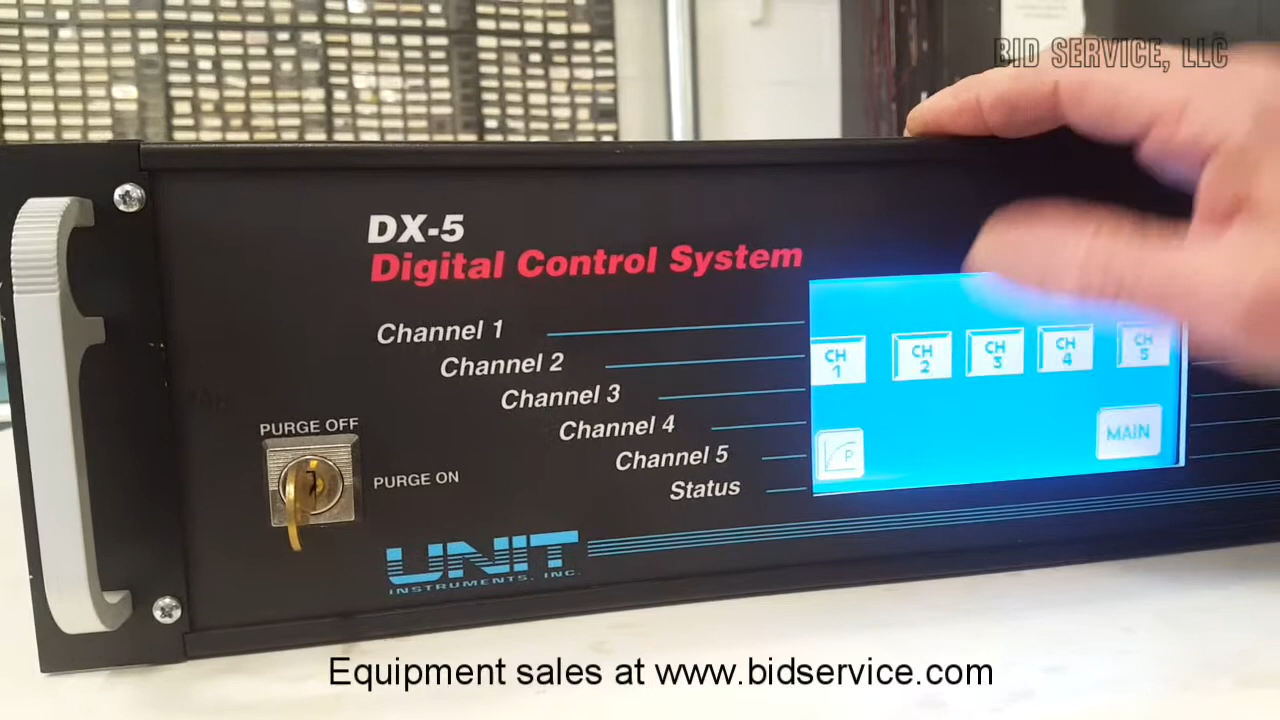 BID SERVICE, LLC
DX-5
Digital Control System
Channel 1
Channel 2
Channel 3
Channel 4
Channel 5
Status
PURGE OFF
PURGE ON
CH 1
CH 2
CH 3
CH 4
CH 5
P
MAIN
UNIT
INSTRUMENTS, INC.
Equipment sales at www.bidservice.com